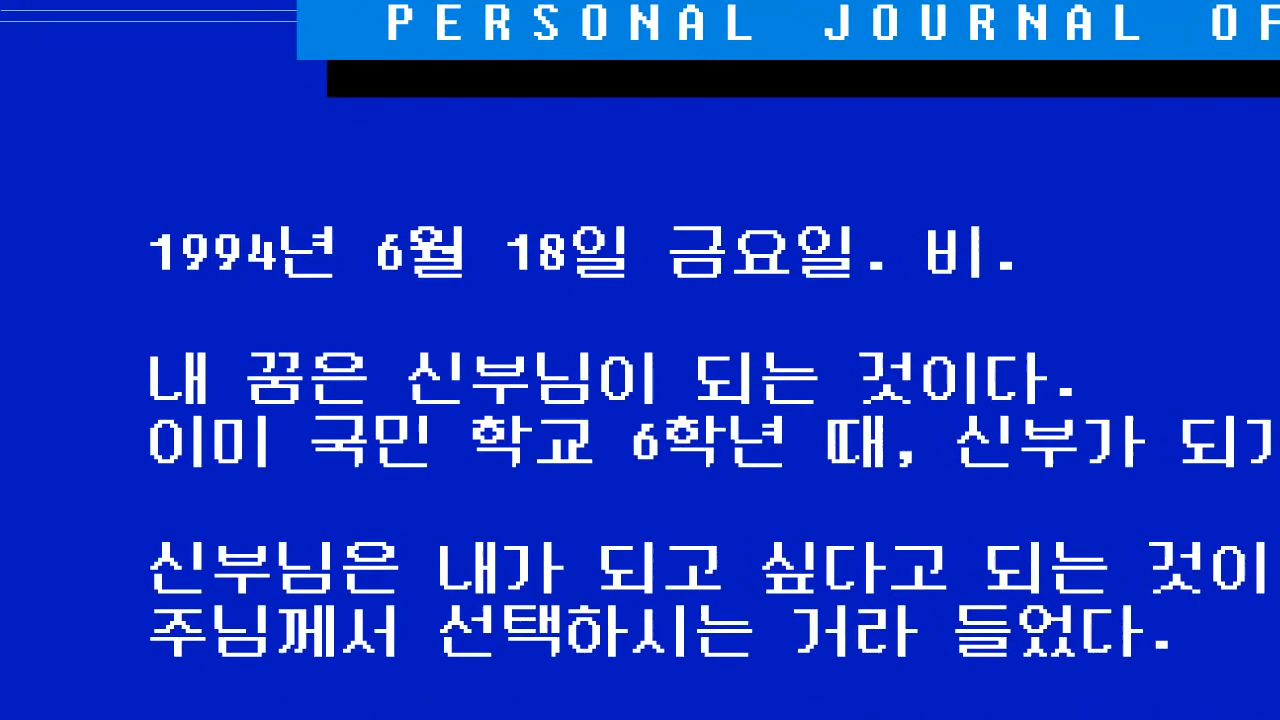 PERSONAL JOURNAL OF
1994년 6월 18일 금요일. 비.
내 꿈은 신부님이 되는 것이다.
이미 국민 학교 6학년 때, 신부가 되기
신부님은 내가 되고 싶다고 되는 것이
주님께서 선택하시는 거라 들었다.